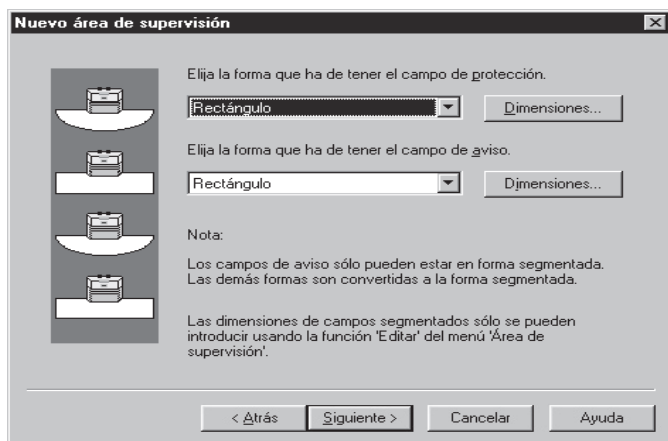 Nuevo área de supervisión
Elija la forma que ha de tener el campo de protección.
Rectángulo
Dimensiones...
Elija la forma que ha de tener el campo de aviso.
Rectángulo
Dimensiones...
Nota:
Los campos de aviso sólo pueden estar en forma segmentada.
Las demás formas son convertidas a la forma segmentada.
Las dimensiones de campos segmentados sólo se pueden
introducir usando la función 'Editar' del menú 'Área de
supervisión'.
< Atrás
Siguiente >
Cancelar
Ayuda